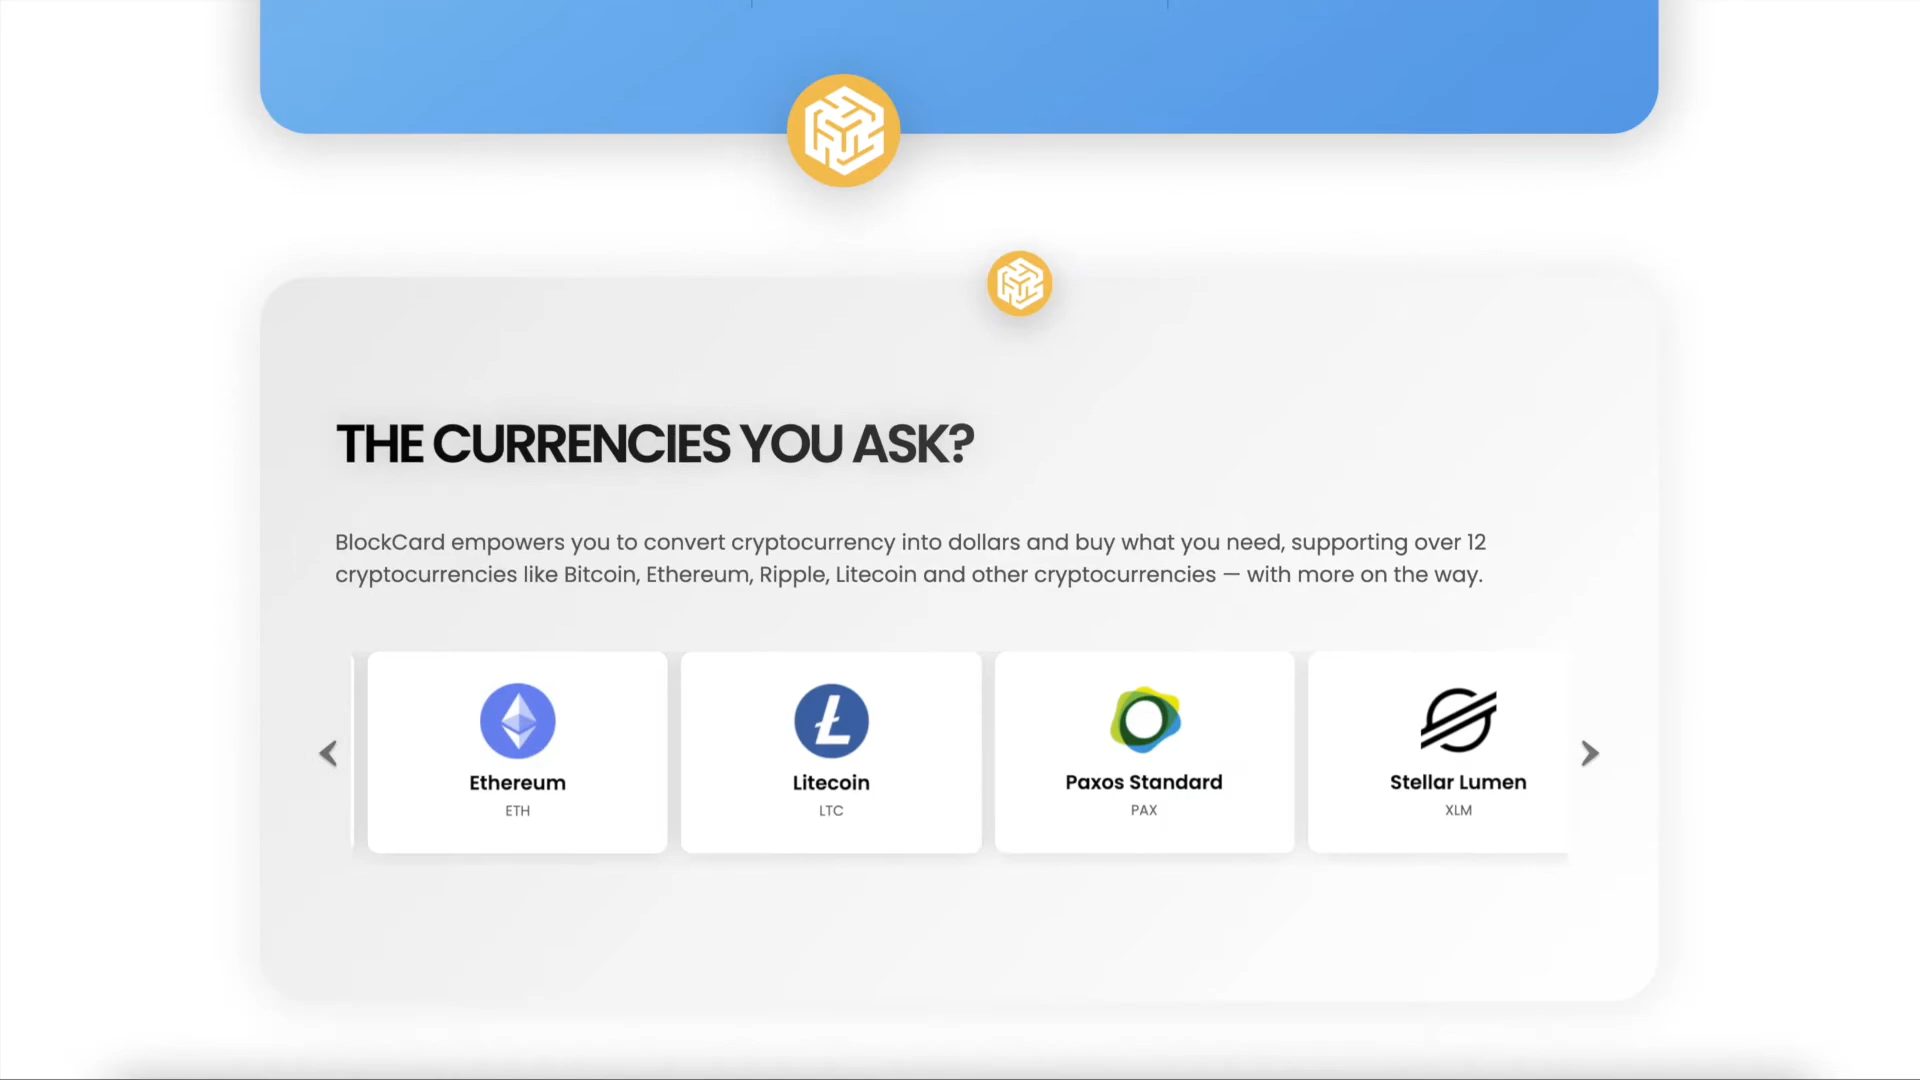 THE CURRENCIES YOU ASK?
BlockCard empowers you to convert cryptocurrency into dollars and buy what you need, supporting over 12
cryptocurrencies like Bitcoin, Ethereum, Ripple, Litecoin and other cryptocurrencies — with more on the way.
Ethereum
ETH
Litecoin
LTC
Paxos Standard
PAX
Stellar Lumen
XLM